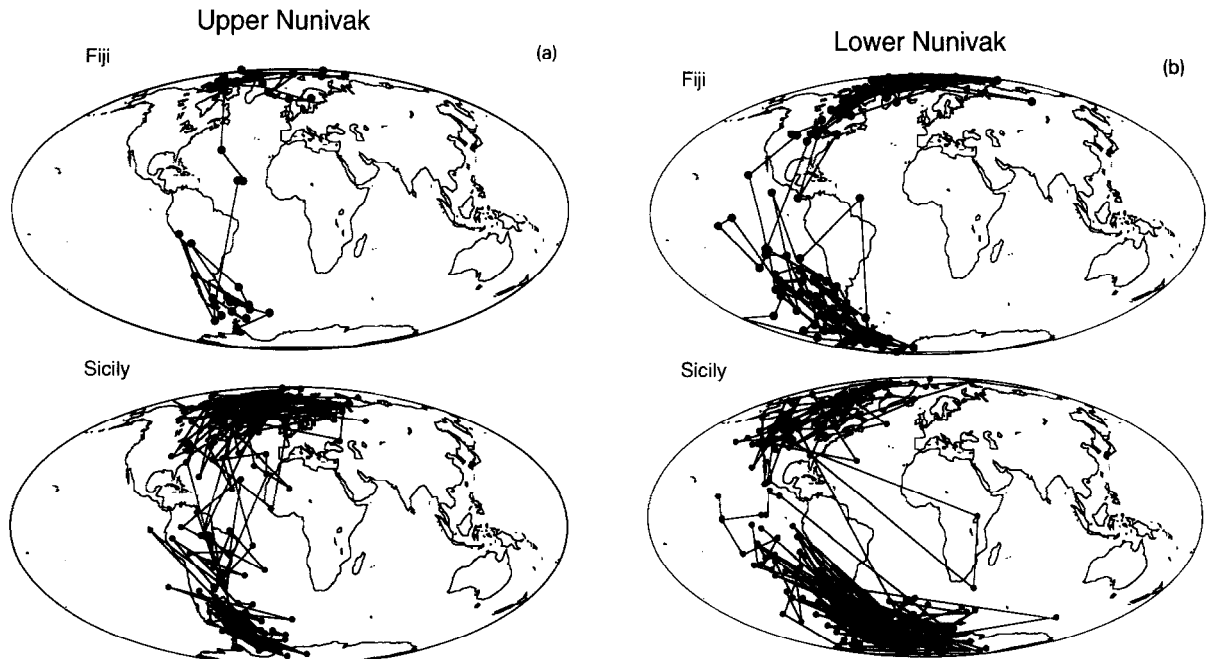 Upper Nunivak
Fiji
(a)
Sicily
Lower Nunivak
Fiji
(b)
Sicily